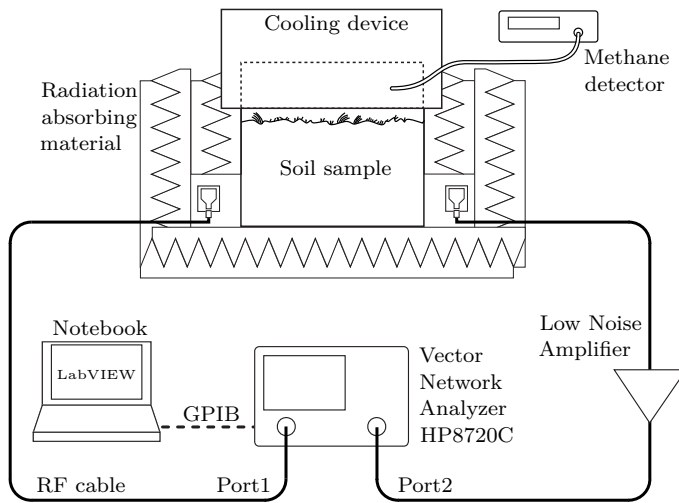 Cooling device
Methane
detector
Radiation
absorbing
material
Soil sample
Notebook
LabVIEW
GPIB
Vector
Network
Analyzer
HP8720C
Low Noise
Amplifier
RF cable
Port1
Port2